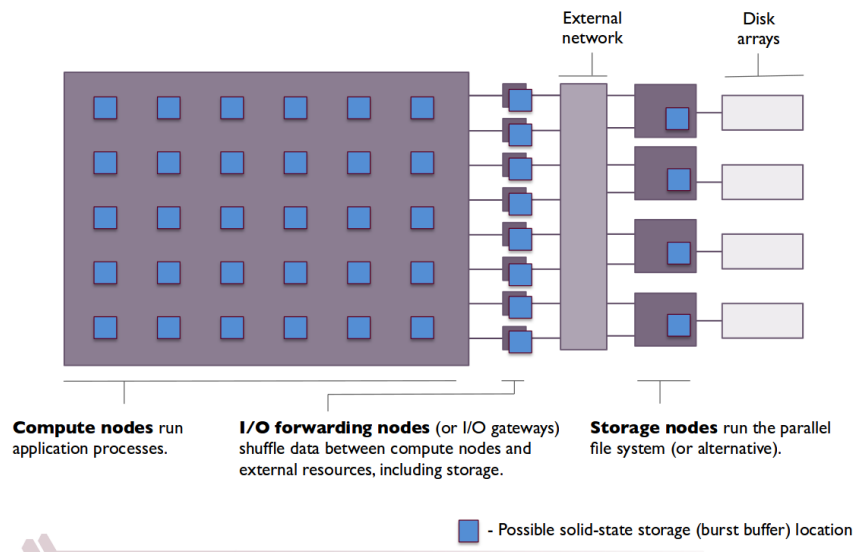 External
network
Disk
arrays
Compute nodes run
application processes.
I/O forwarding nodes (or I/O gateways)
shuffle data between compute nodes and
external resources, including storage.
Storage nodes run the parallel
file system (or alternative).
- Possible solid-state storage (burst buffer) location